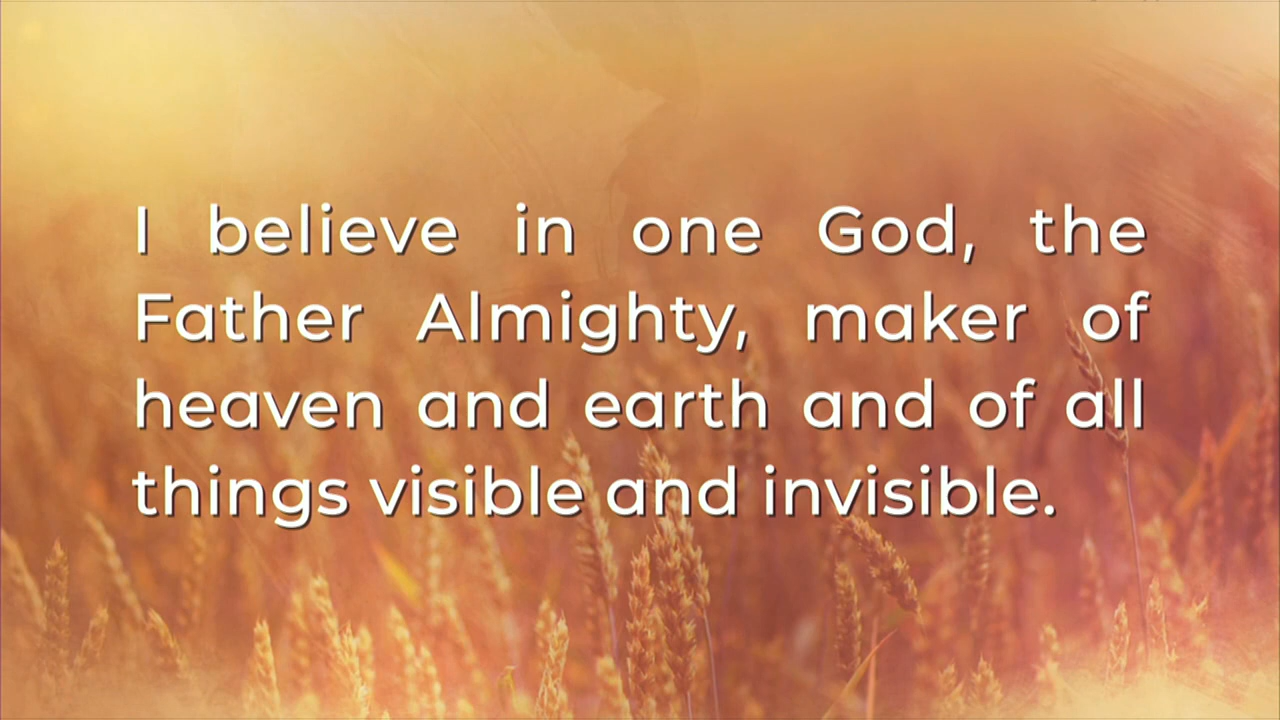 I believe in one God, the
Father Almighty, maker of
heaven and earth and of all
things visible and invisible.